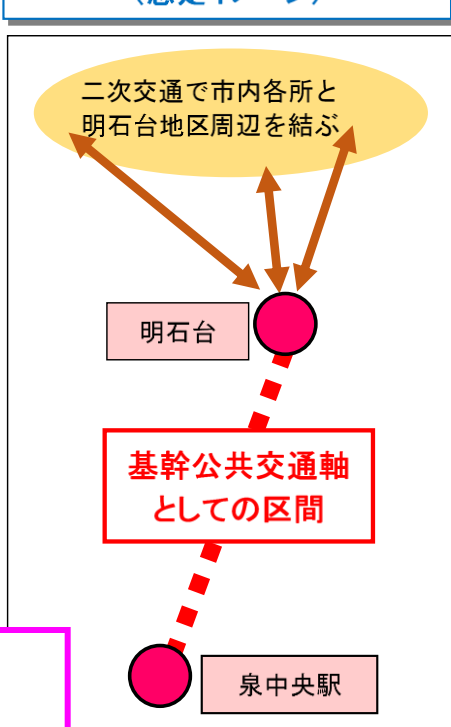 二次交通で市内各所と
明石台地区周辺を結ぶ
明石台
基幹公共交通軸
としての区間
泉中央駅